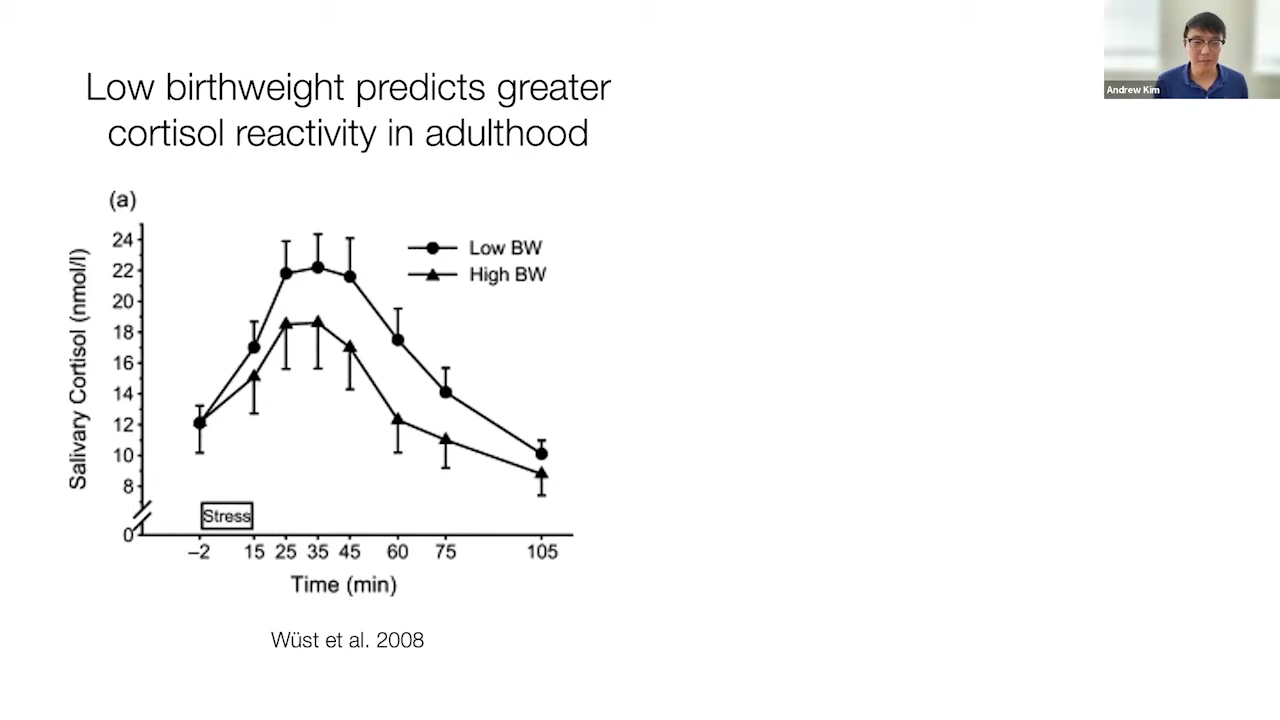 Low birthweight predicts greater
cortisol reactivity in adulthood
(a)
Salivary Cortisol (nmol/l)
24
22
20
18
16
14
12
10
8
0
Low BW
High BW
Stress
–2 15 25 35 45 60 75 105
Time (min)
Wüst et al. 2008
Andrew Kim